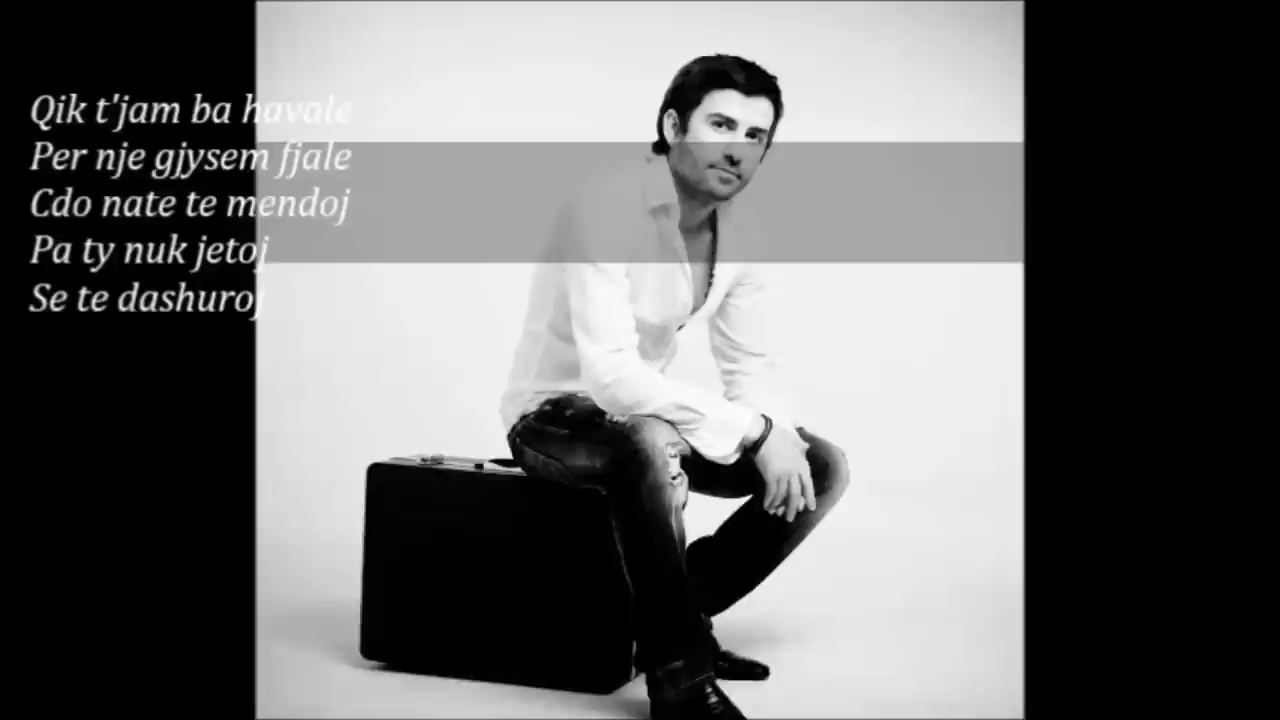 Qik t'jam ba havale
Per nje gjysem fjale
Cdo nate te mendoj
Pa ty nuk jetoj
Se te dashuroj